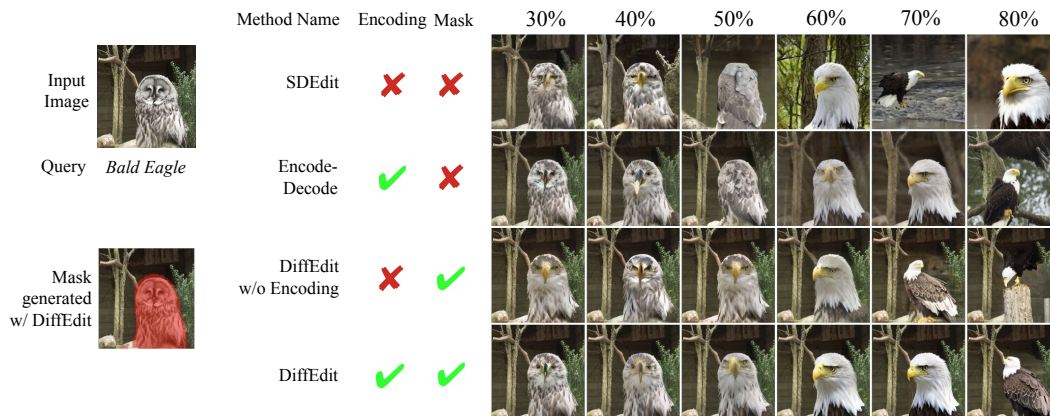 Method Name Encoding Mask 30% 40% 50% 60% 70% 80%
Input
Image
SDEdit
Query Bald Eagle
Encode-
Decode
Mask
generated
w/ DiffEdit
DiffEdit
w/o Encoding
DiffEdit